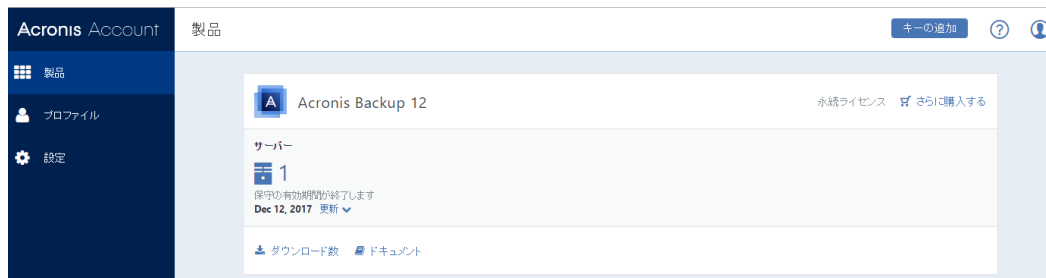 Acronis Account
製品
キーの追加
製品
プロファイル
設定
Acronis Backup 12
永続ライセンス さらに購入する
サーバー
1
保守の有効期間が終了します
Dec 12, 2017 更新
ダウンロード数 ドキュメント